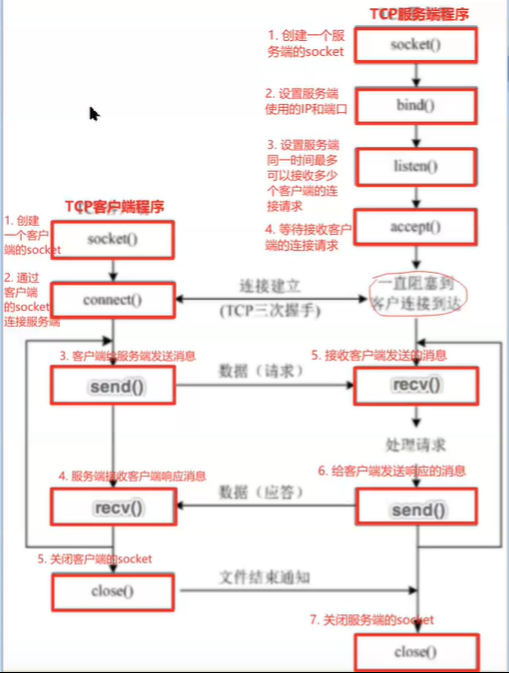 TCP服务端程序
1. 创建一个服
务端的socket
socket()
2. 设置服务端
使用的IP和端口
bind()
3. 设置服务端
同一时间最多
可以接收多少
个客户端的连
接请求
listen()
4. 等待接收客户
端的连接请求
accept()
TCP客户端程序
1. 创建
一个客户
端的socket
socket()
2. 通过
客户端
的socket
连接服务端
connect()
连接建立
(TCP三次握手)
一直阻塞到
客户连接到达
3. 客户端给服务端发送消息
send()
数据（请求）
5. 接收客户端发送的消息
recv()
处理请求
4. 服务端接收客户端响应消息
recv()
数据（应答）
6. 给客户端发送响应的消息
send()
5. 关闭客户端的socket
close()
文件结束通知
7. 关闭服务端的socket
close()